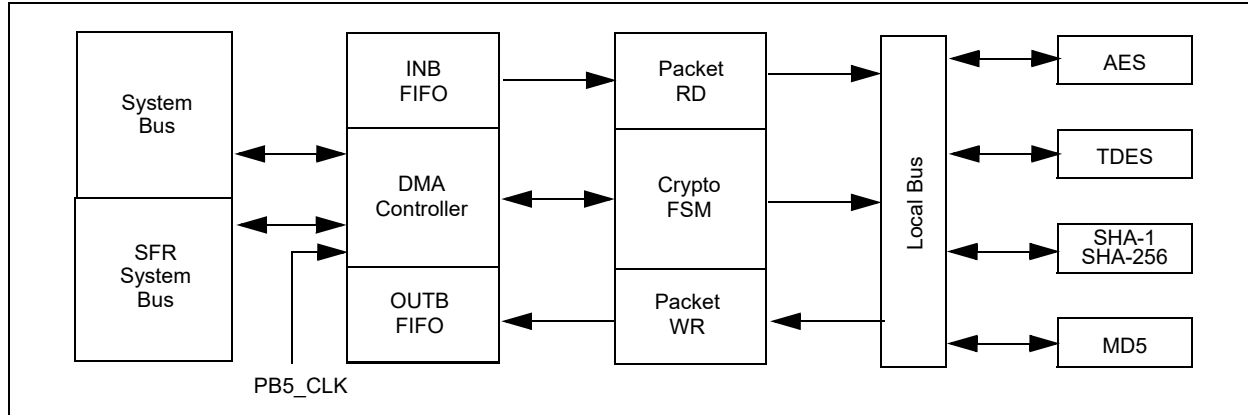 System
Bus
SFR
System
Bus
PB5_CLK
INB
FIFO
DMA
Controller
OUTB
FIFO
Packet
RD
Crypto
FSM
Packet
WR
Local Bus
AES
TDES
SHA-1
SHA-256
MD5